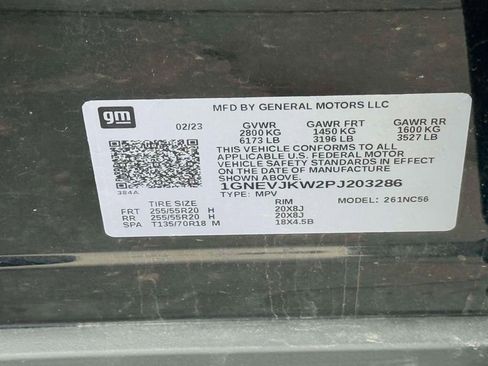 gm
MFD BY GENERAL MOTORS LLC
02/23 GVWR GAWR FRT GAWR RR
2800 KG 1450 KG 1600 KG
6173 LB 3196 LB 3527 LB
THIS VEHICLE CONFORMS TO ALL
APPLICABLE U.S. FEDERAL MOTOR
VEHICLE SAFETY STANDARDS IN EFFECT
ON THE DATE OF MANUFACTURE
SHOWN ABOVE.
1GNEVJKW2PJ203286
384A TYPE: MPV MODEL: 261NC56
TIRE SIZE RIM
FRT 255/55R20 H 20X8J
RR 255/55R20 H 20X8J
SPA T135/70R18 M 18X4.5B